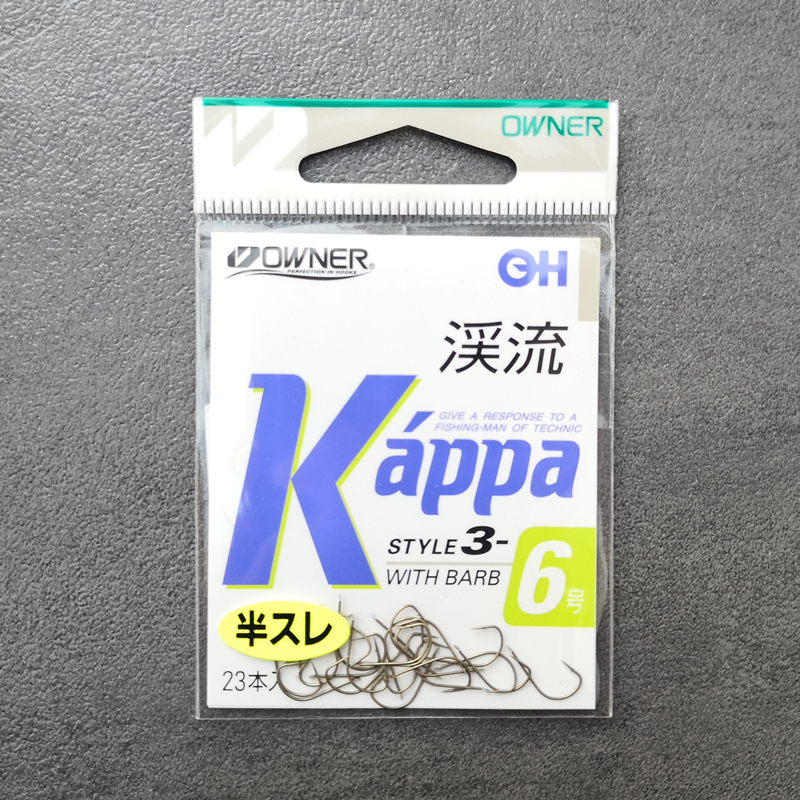 OWNER
OWNER
PERFECTION IN HOOKS
OH
渓流
Káppa
GIVE A RESPONSE TO A
FISHING-MAN OF TECHNIC
STYLE 3-
WITH BARB
6号
半スレ
23本入